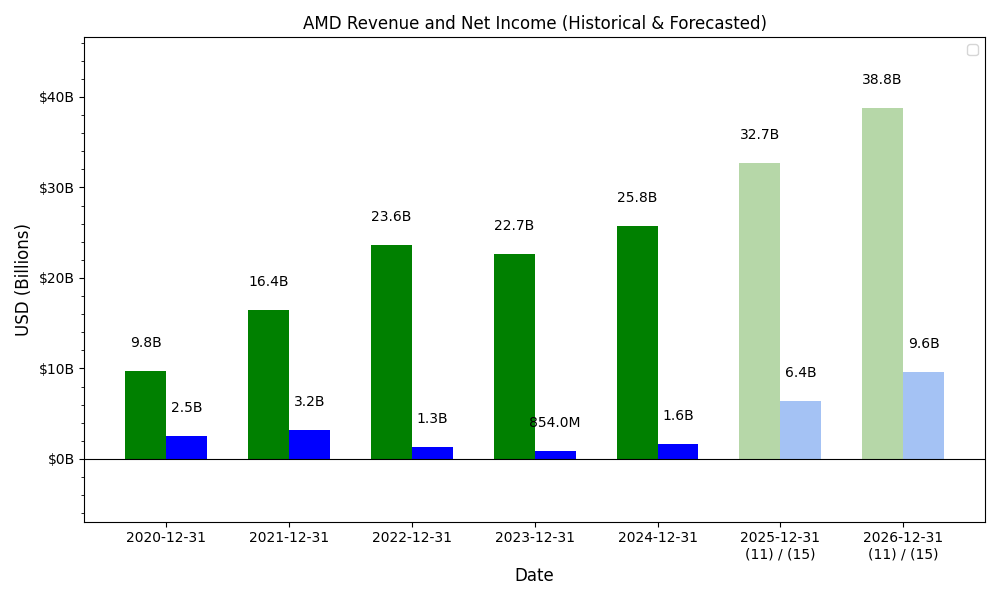 AMD Revenue and Net Income (Historical & Forecasted)
USD (Billions)
$40B
$30B
$20B
$10B
$0B
9.8B
2.5B
16.4B
3.2B
23.6B
1.3B
22.7B
854.0M
25.8B
1.6B
32.7B
6.4B
38.8B
9.6B
2020-12-31
2021-12-31
2022-12-31
2023-12-31
2024-12-31
2025-12-31
(11) / (15)
2026-12-31
(11) / (15)
Date